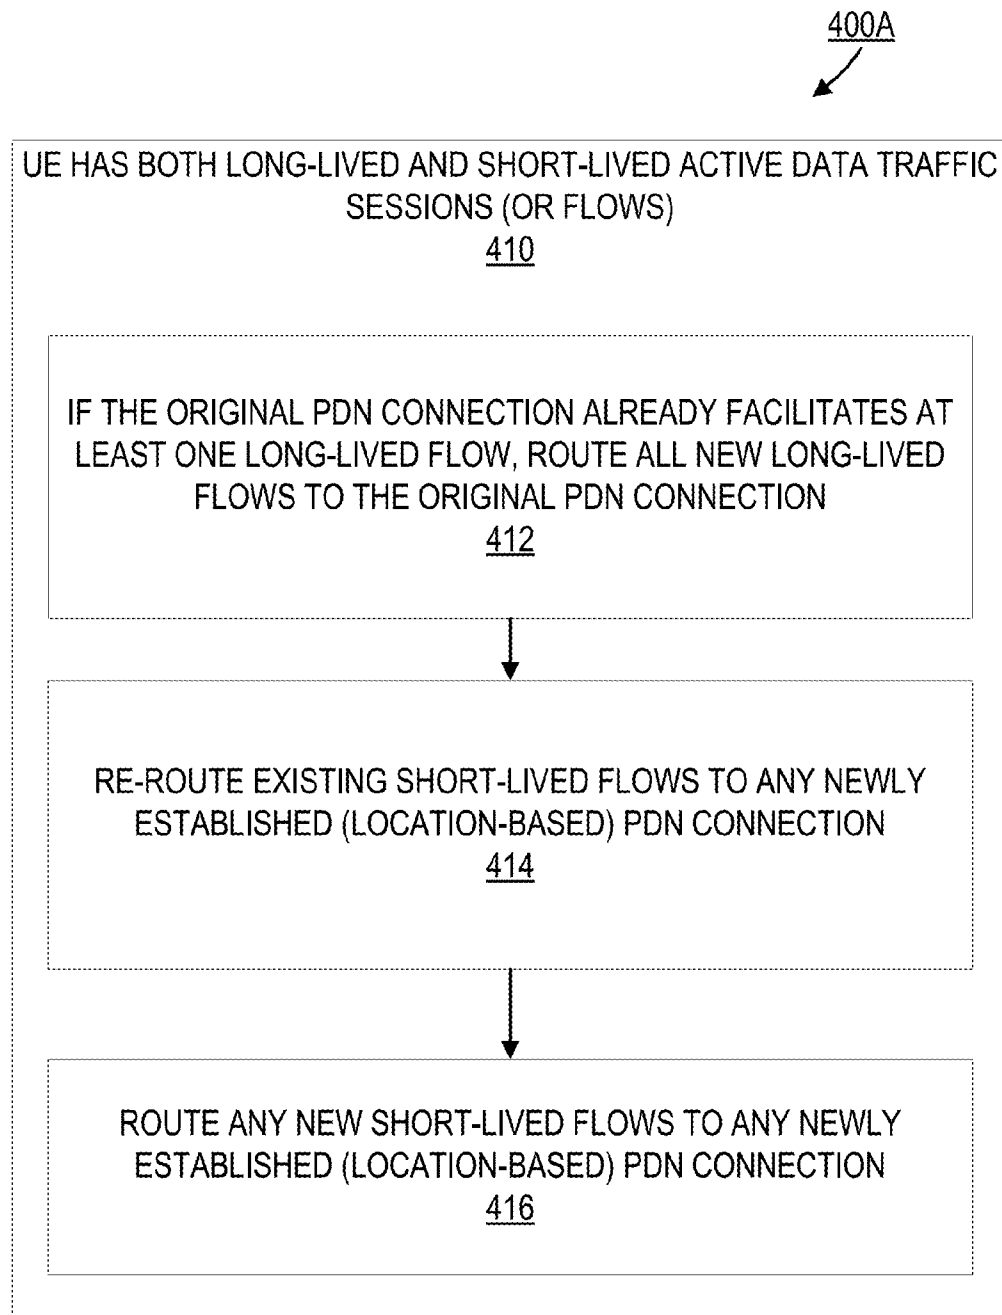 400A
UE HAS BOTH LONG-LIVED AND SHORT-LIVED ACTIVE DATA TRAFFIC
SESSIONS (OR FLOWS)
410
IF THE ORIGINAL PDN CONNECTION ALREADY FACILITATES AT
LEAST ONE LONG-LIVED FLOW, ROUTE ALL NEW LONG-LIVED
FLOWS TO THE ORIGINAL PDN CONNECTION
412
RE-ROUTE EXISTING SHORT-LIVED FLOWS TO ANY NEWLY
ESTABLISHED (LOCATION-BASED) PDN CONNECTION
414
ROUTE ANY NEW SHORT-LIVED FLOWS TO ANY NEWLY
ESTABLISHED (LOCATION-BASED) PDN CONNECTION
416